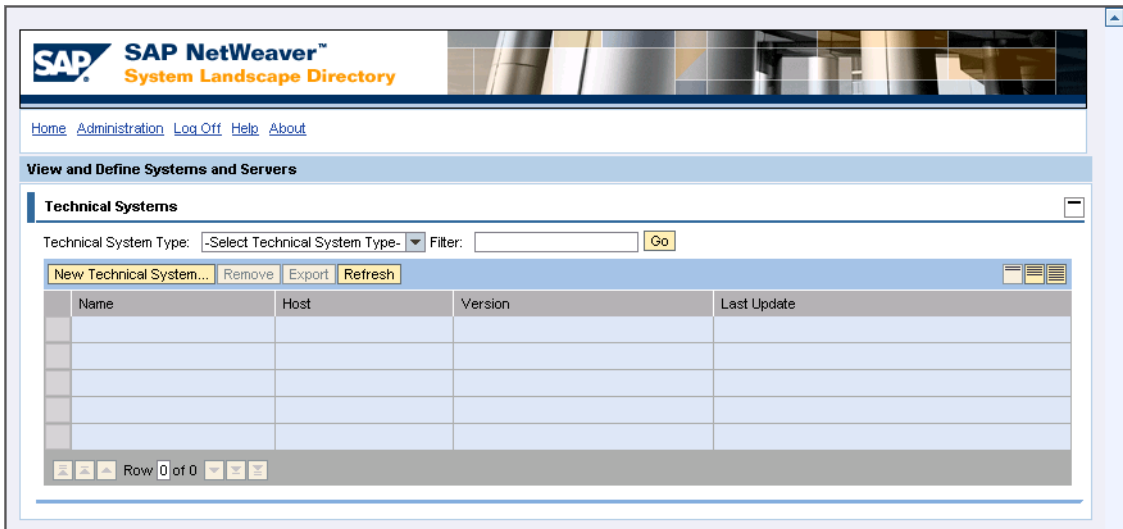 SAP SAP NetWeaver™
System Landscape Directory
Home Administration Log Off Help About
View and Define Systems and Servers
Technical Systems
Technical System Type: -Select Technical System Type- Filter: Go
New Technical System... Remove Export Refresh
Name Host Version Last Update
Row 0 of 0